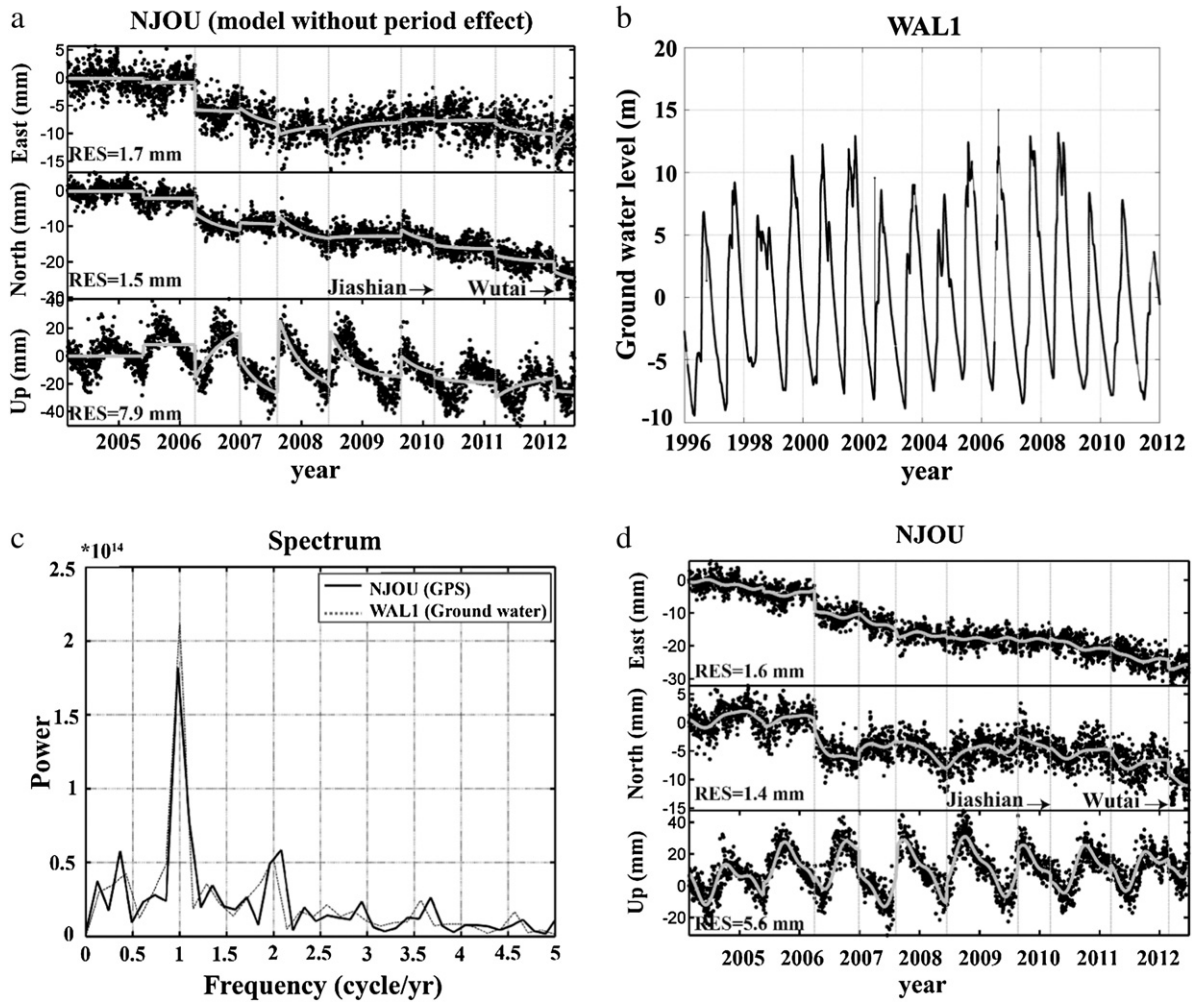 a
NJOU (model without period effect)
5
0
-5
-10
-15
East (mm)
RES=1.7 mm
0
-10
-20
-30
North (mm)
RES=1.5 mm
Jiashian→
Wutai→
40
20
0
-20
-40
Up (mm)
RES=7.9 mm
2005 2006 2007 2008 2009 2010 2011 2012
year
b
WAL1
20
15
10
5
0
-5
-10
Ground water level (m)
1996 1998 2000 2002 2004 2006 2008 2010 2012
year
c
Spectrum
*10¹⁴
2.5
2
1.5
1
0.5
0
Power
NJOU (GPS)
WAL1 (Ground water)
0 0.5 1 1.5 2 2.5 3 3.5 4 4.5 5
Frequency (cycle/yr)
d
NJOU
0
-10
-20
-30
East (mm)
RES=1.6 mm
5
0
-5
-10
-15
North (mm)
RES=1.4 mm
Jiashian→
Wutai→
40
20
0
-20
Up (mm)
RES=5.6 mm
2005 2006 2007 2008 2009 2010 2011 2012
year